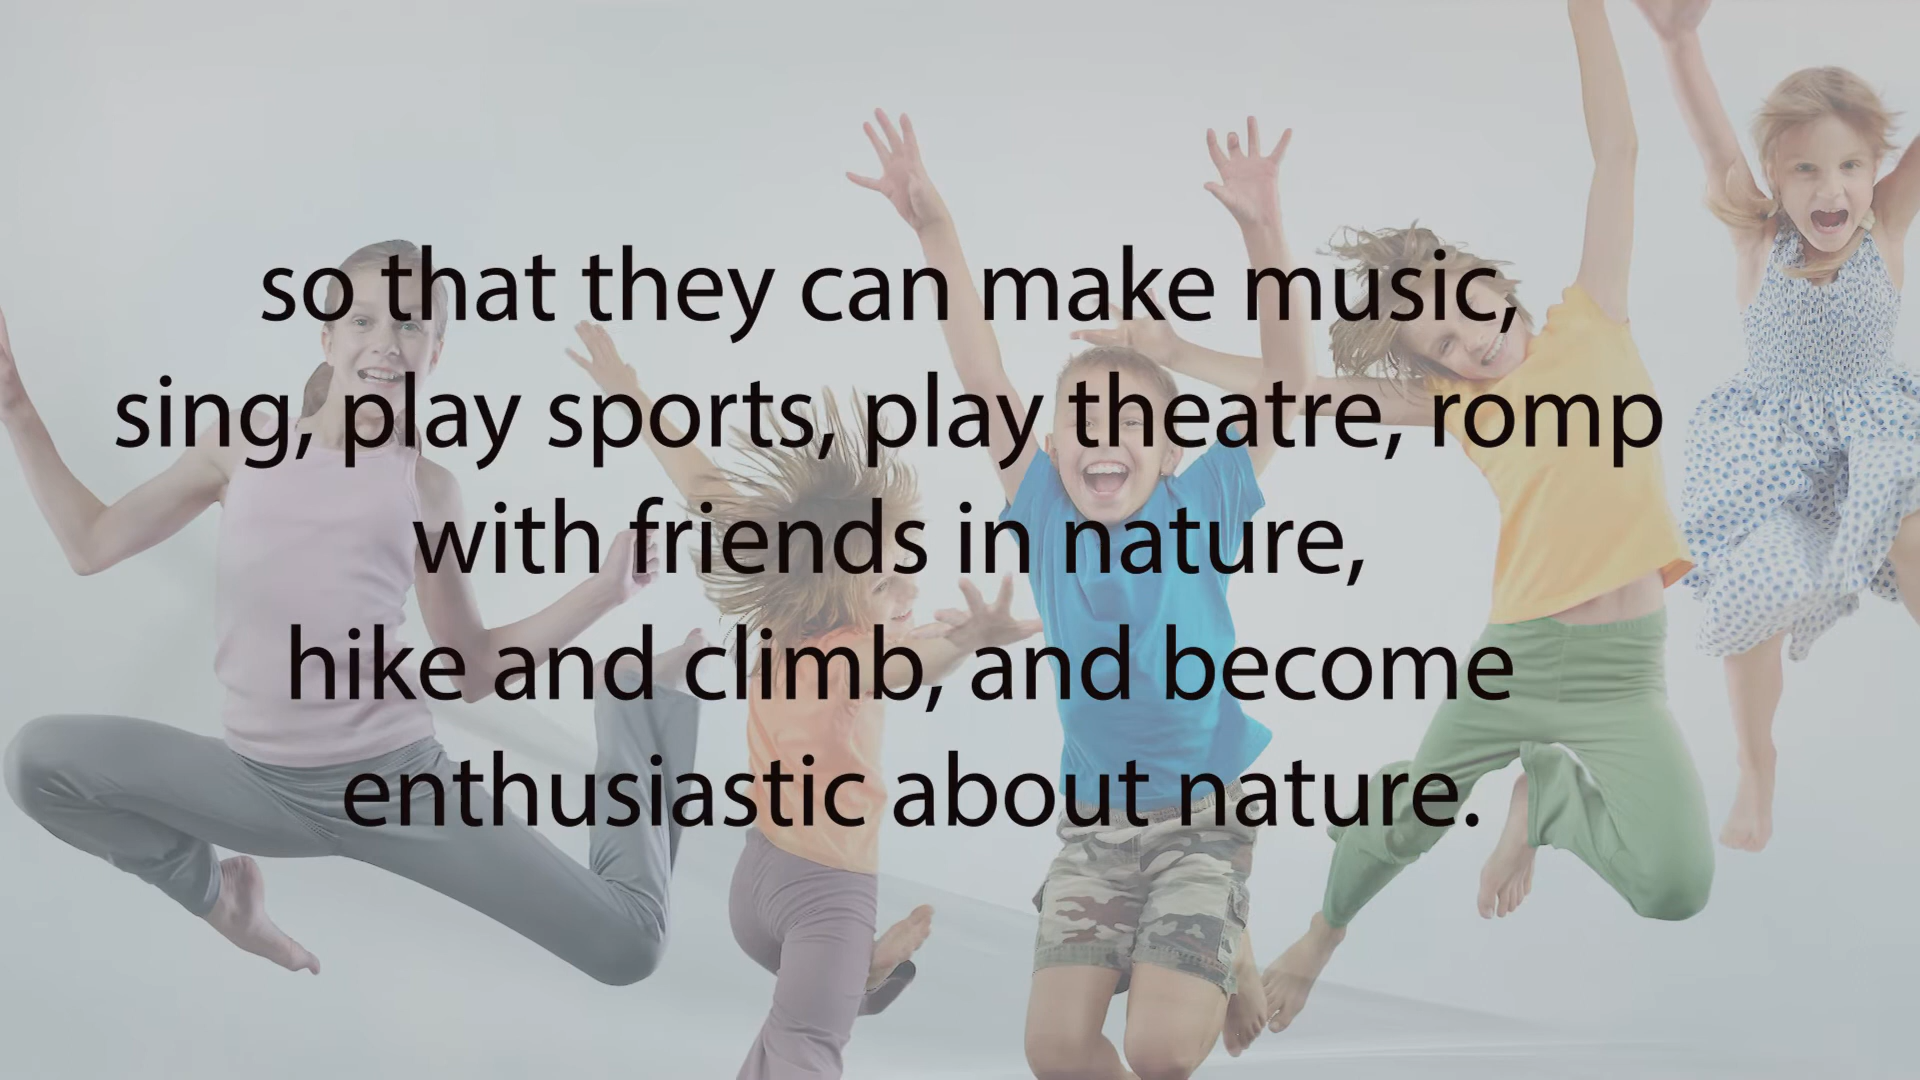 so that they can make music,
sing, play sports, play theatre, romp
with friends in nature,
hike and climb, and become
enthusiastic about nature.